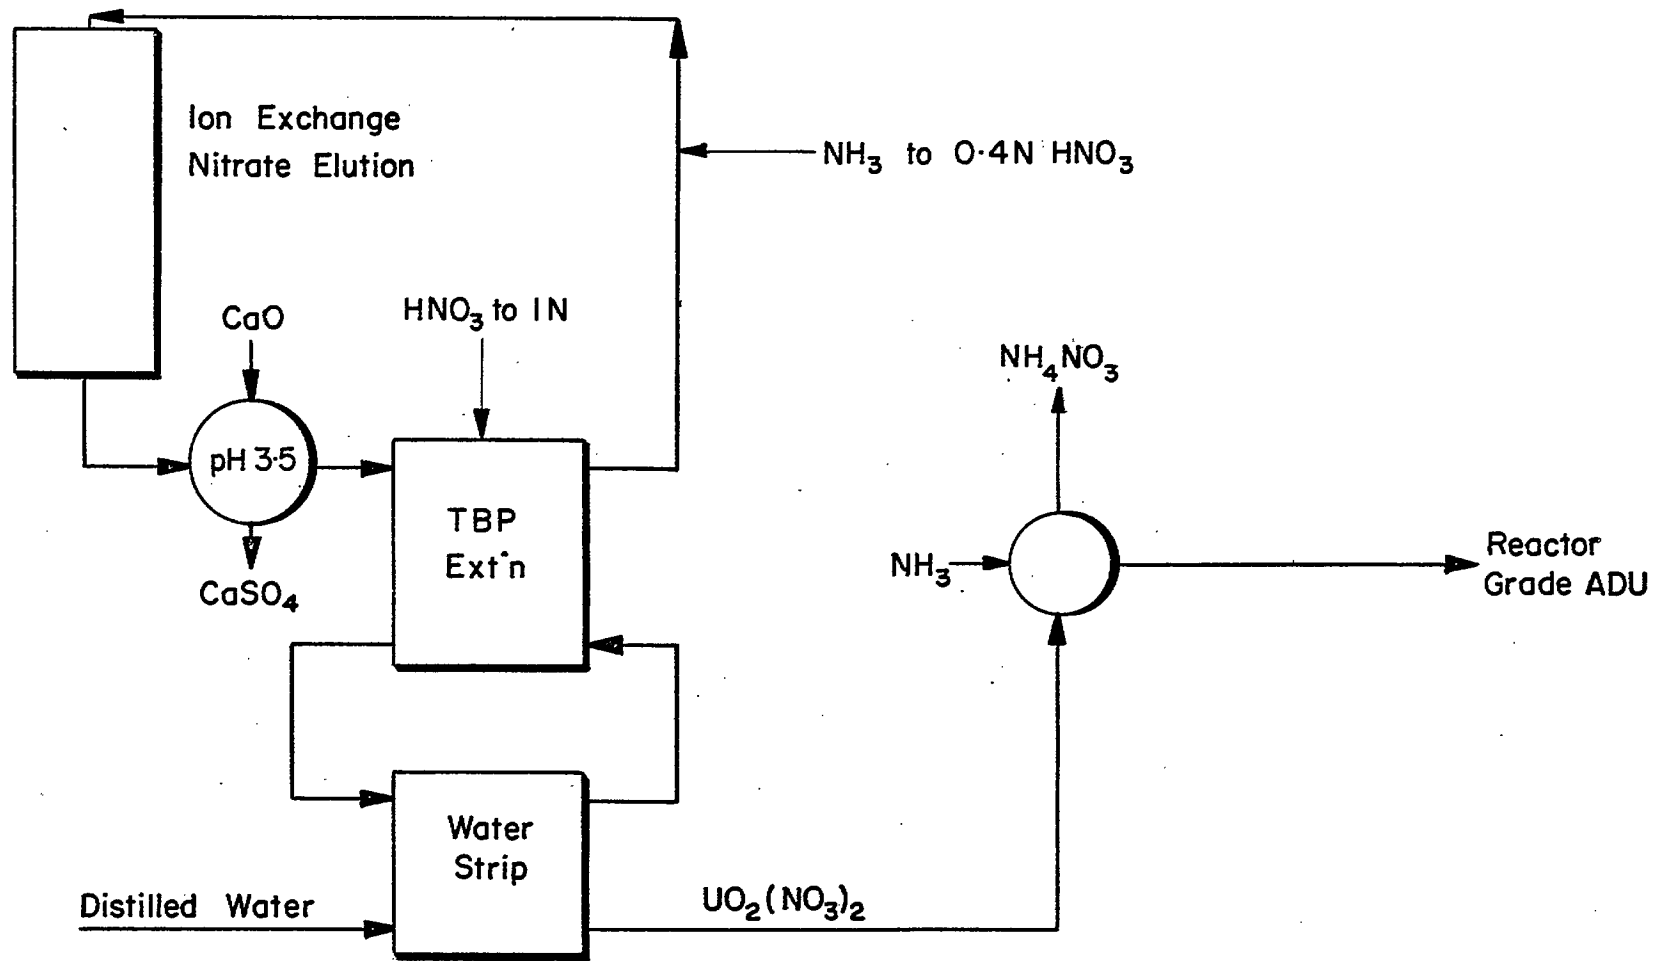 Ion Exchange
Nitrate Elution
NH₃ to 0·4N HNO₃
CaO
HNO₃ to 1N
NH₄NO₃
pH 3·5
TBP
Ext'n
NH₃
Reactor
Grade ADU
CaSO₄
Water
Strip
Distilled Water
UO₂(NO₃)₂